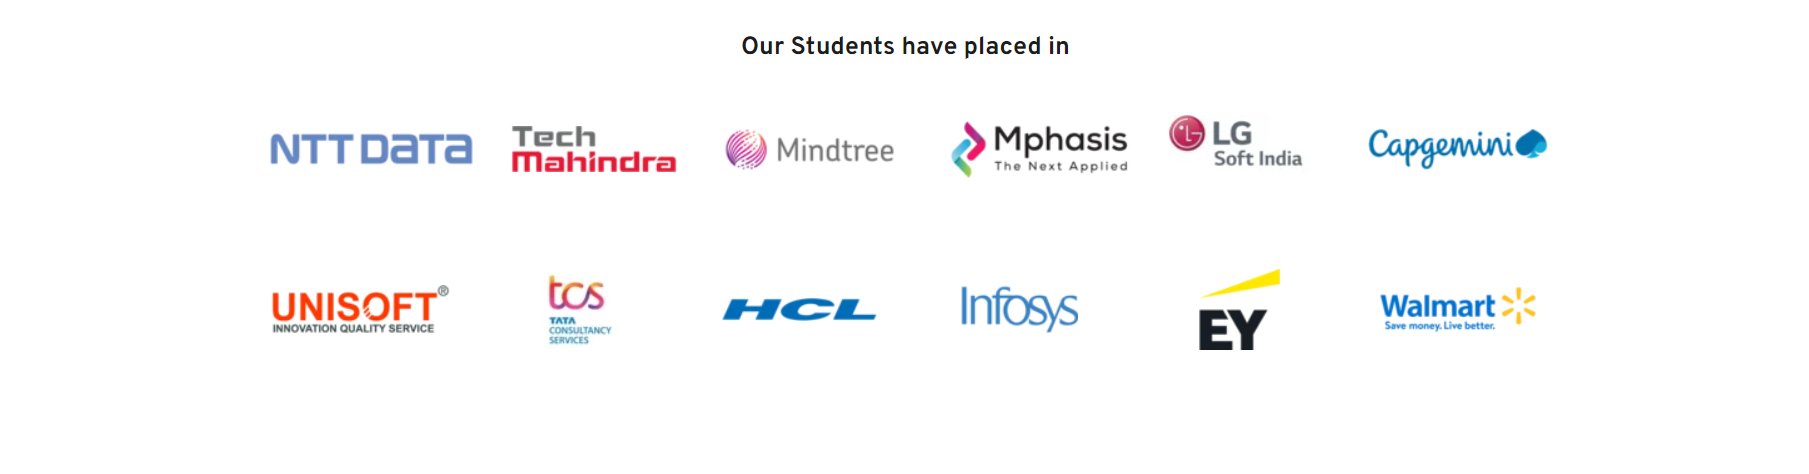 Our Students have placed in
NTT DATA
Tech
Mahindra
Mindtree
Mphasis
The Next Applied
LG
Soft India
Capgemini
UNISOFT®
INNOVATION QUALITY SERVICE
tcs
TATA
CONSULTANCY
SERVICES
HCL
Infosys
EY
Walmart
Save money. Live better.